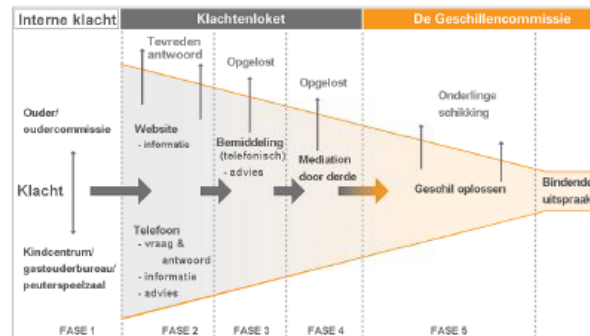 Interne klacht
Klachtenloket
De Geschillencommissie
Tevreden
antwoord
Opgelost
Opgelost
Onderlinge
schikking
Ouder/
oudercommissie
Klacht
Kindcentrum/
gastouderbureau/
peuterspeelzaal
Website
- informatie
Telefoon
- vraag &
antwoord
- informatie
- advies
Bemiddeling
(telefonisch)
- advies
Mediation
door derde
Geschil oplossen
Bindende
uitspraak
FASE 1
FASE 2
FASE 3
FASE 4
FASE 5